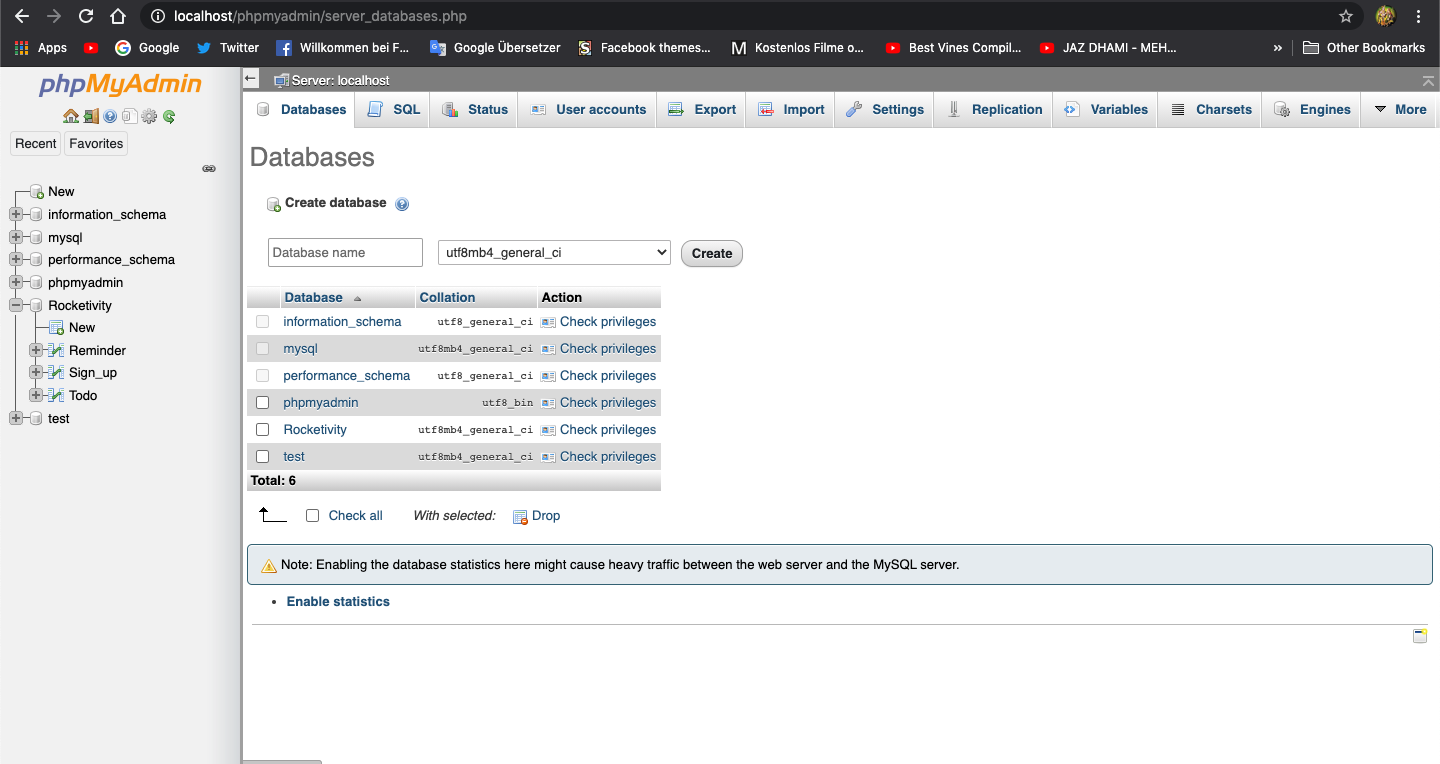 localhost/phpmyadmin/server_databases.php
Apps Google Twitter Willkommen bei F... Google Übersetzer Facebook themes... Kostenlos Filme o... Best Vines Compil... JAZ DHAMI - MEH... » Other Bookmarks
phpMyAdmin
Recent Favorites
New
information_schema
mysql
performance_schema
phpmyadmin
Rocketivity
New
Reminder
Sign_up
Todo
test
Server: localhost
Databases SQL Status User accounts Export Import Settings Replication Variables Charsets Engines More
Databases
Create database
Database name utf8mb4_general_ci Create
Database Collation Action
information_schema utf8_general_ci Check privileges
mysql utf8mb4_general_ci Check privileges
performance_schema utf8_general_ci Check privileges
phpmyadmin utf8_bin Check privileges
Rocketivity utf8mb4_general_ci Check privileges
test utf8mb4_general_ci Check privileges
Total: 6
Check all With selected: Drop
Note: Enabling the database statistics here might cause heavy traffic between the web server and the MySQL server.
• Enable statistics